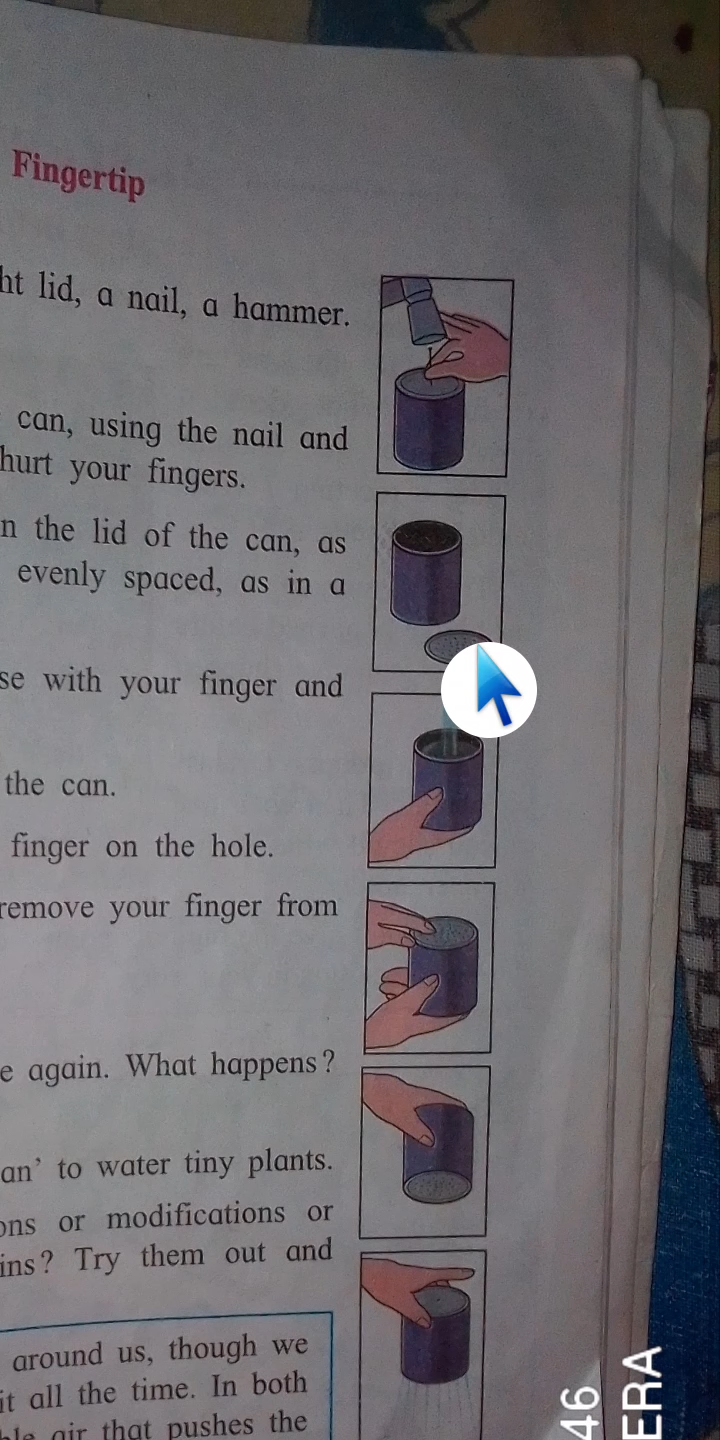 Fingertip
ht lid, a nail, a hammer.
can, using the nail and
hurt your fingers.
n the lid of the can, as
evenly spaced, as in a
se with your finger and
the can.
finger on the hole.
remove your finger from
e again. What happens?
an’ to water tiny plants.
ons or modifications or
ins? Try them out and
around us, though we
it all the time. In both
ble air that pushes the
46
ERA